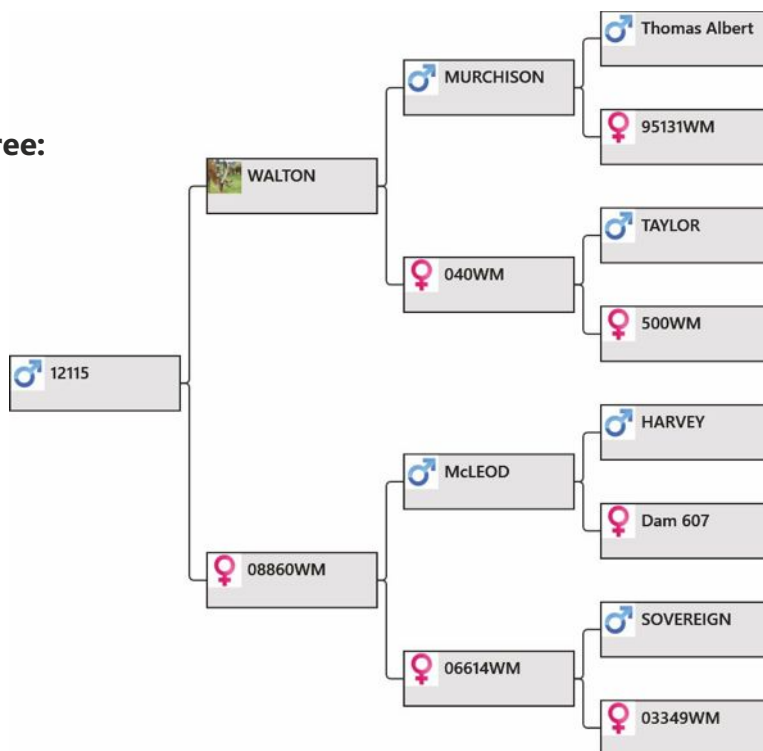 ree:
12115
WALTON
08860WM
MURCHISON
040WM
McLEOD
06614WM
Thomas Albert
95131WM
TAYLOR
500WM
HARVEY
Dam 607
SOVEREIGN
03349WM